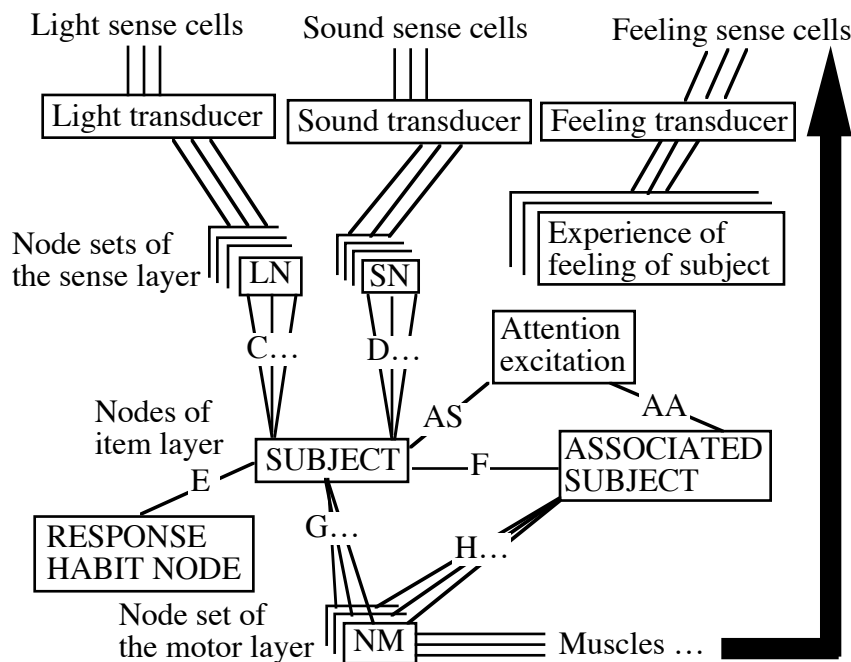 Light sense cells
Sound sense cells
Feeling sense cells
Light transducer
Sound transducer
Feeling transducer
Node sets of
the sense layer
LN
SN
Experience of
feeling of subject
C…
D…
Attention
excitation
AS
AA
Nodes of
item layer
SUBJECT
F
ASSOCIATED
SUBJECT
E
RESPONSE
HABIT NODE
G…
H…
Node set of
the motor layer
NM
Muscles …